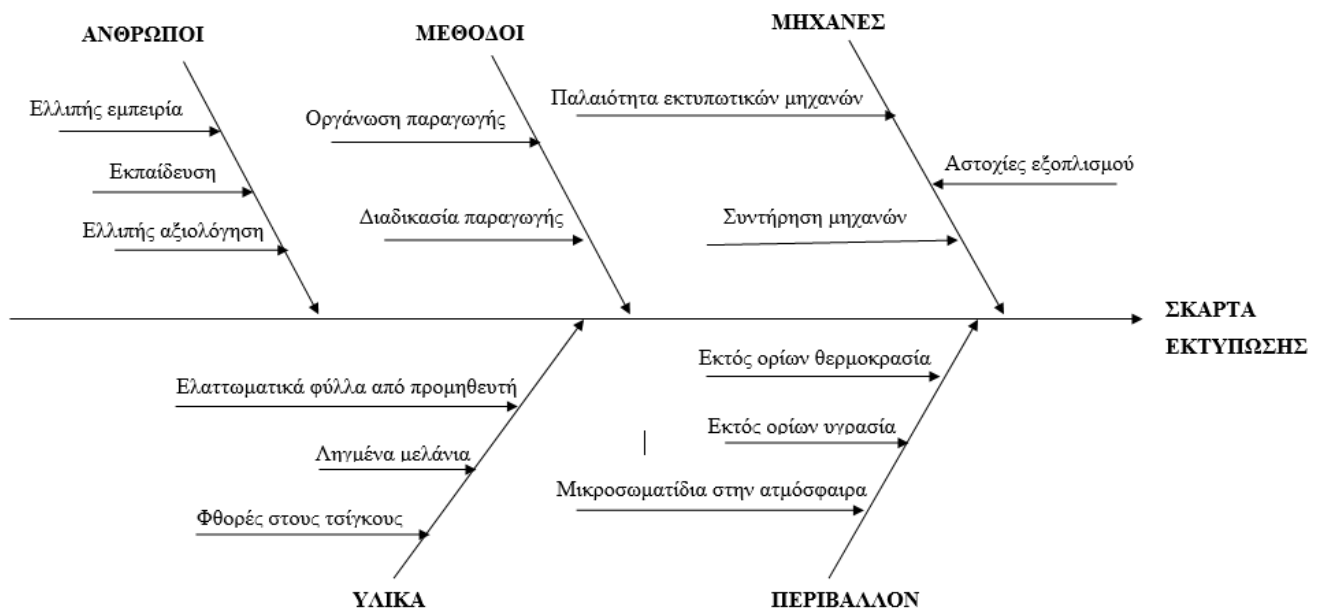 ΑΝΘΡΩΠΟΙ
ΜΕΘΟΔΟΙ
ΜΗΧΑΝΕΣ
Ελλιπής εμπειρία
Εκπαίδευση
Ελλιπής αξιολόγηση
Οργάνωση παραγωγής
Διαδικασία παραγωγής
Παλαιότητα εκτυπωτικών μηχανών
Αστοχίες εξοπλισμού
Συντήρηση μηχανών
ΣΚΑΡΤΑ
ΕΚΤΥΠΩΣΗΣ
Ελαττωματικά φύλλα από προμηθευτή
Ληγμένα μελάνια
Φθορές στους τσίγκους
Εκτός ορίων θερμοκρασία
Εκτός ορίων υγρασία
Μικροσωματίδια στην ατμόσφαιρα
ΥΛΙΚΑ
ΠΕΡΙΒΑΛΛΟΝ